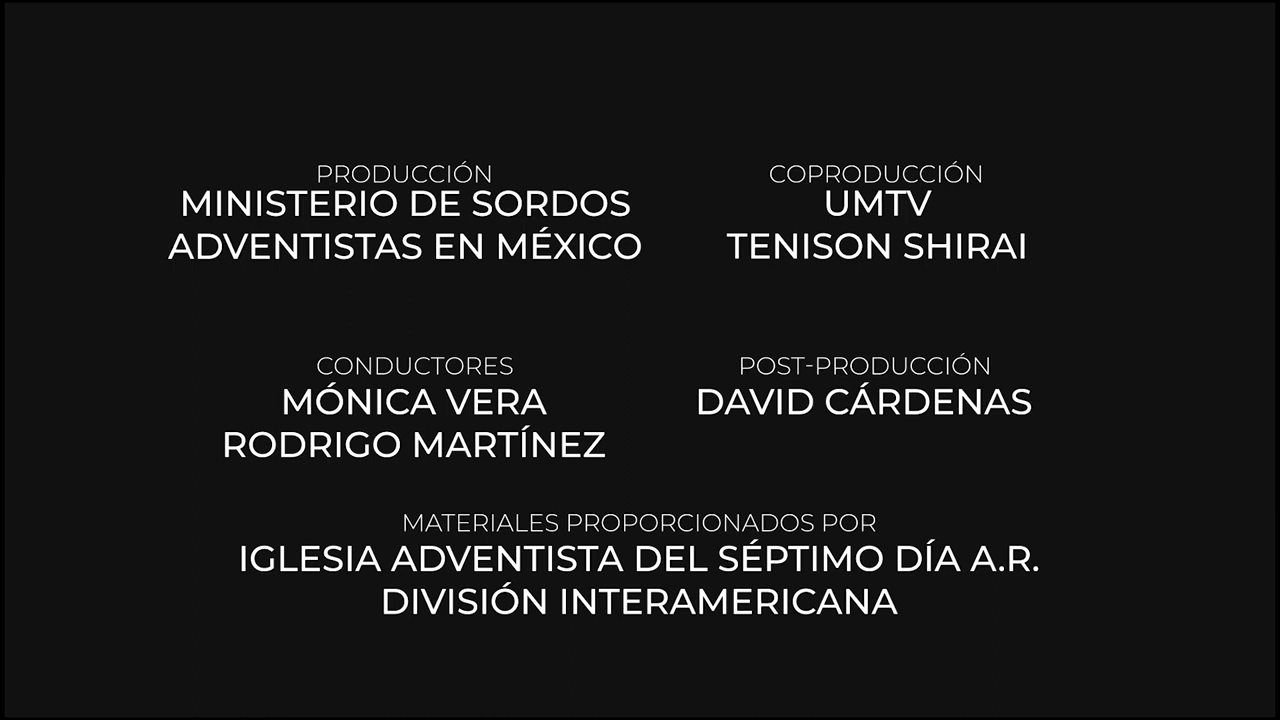 PRODUCCIÓN
MINISTERIO DE SORDOS
ADVENTISTAS EN MÉXICO
COPRODUCCIÓN
UMTV
TENISON SHIRAI
CONDUCTORES
MÓNICA VERA
RODRIGO MARTÍNEZ
POST-PRODUCCIÓN
DAVID CÁRDENAS
MATERIALES PROPORCIONADOS POR
IGLESIA ADVENTISTA DEL SÉPTIMO DÍA A.R.
DIVISIÓN INTERAMERICANA